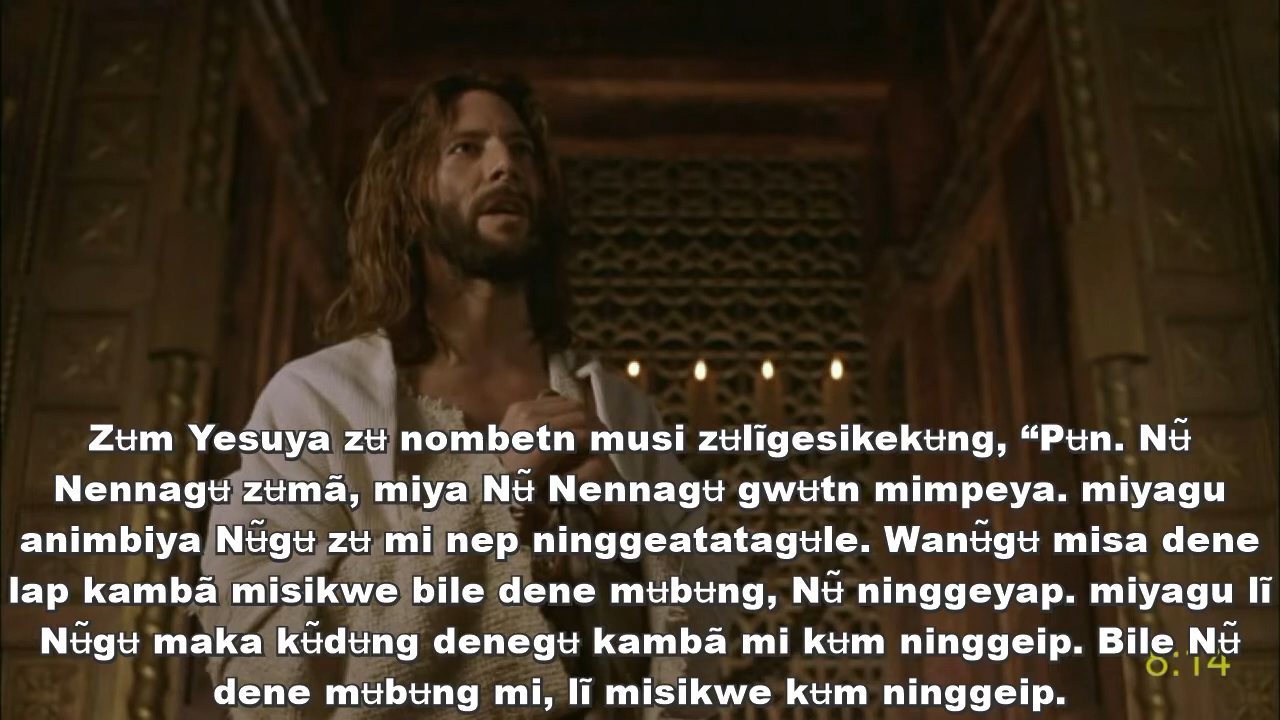 Zʉm Yesuya zʉ nombetn musi zʉlĩgesikekʉng, “Pʉn. Nʉ̃
Nennagʉ zʉmã, miya Nʉ̃ Nennagʉ gwʉtn mimpeya. miyagu
animbiya Nʉ̃gʉ zʉ mi nep ninggeatatagʉle. Wanʉ̃gʉ misa dene
lap kambã misikwe bile dene mʉbʉng, Nʉ̃ ninggeyap. miyagu lĩ
Nʉ̃gʉ maka kʉ̃dʉng denegʉ kambã mi kʉm ninggeip. Bile Nʉ̃
dene mʉbʉng mi, lĩ misikwe kʉm ninggeip.
8:14